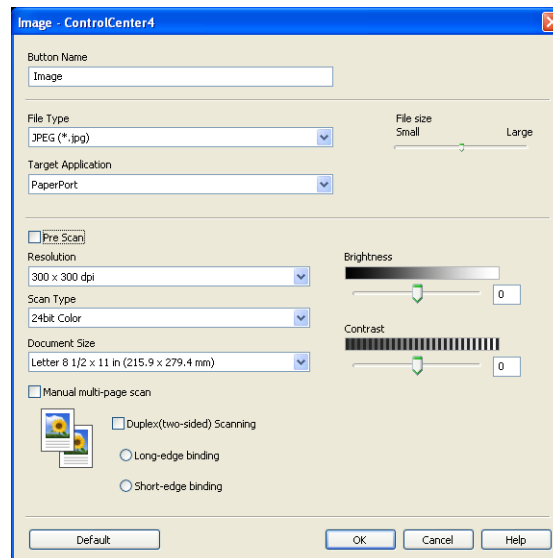 Image - ControlCenter4
Button Name
Image
File Type
JPEG (*.jpg)
File size
Small Large
Target Application
PaperPort
Pre Scan
Resolution
300 x 300 dpi
Brightness
0
Scan Type
24bit Color
Contrast
0
Document Size
Letter 8 1/2 x 11 in (215.9 x 279.4 mm)
Manual multi-page scan
Duplex(two-sided) Scanning
Long-edge binding
Short-edge binding
Default OK Cancel Help